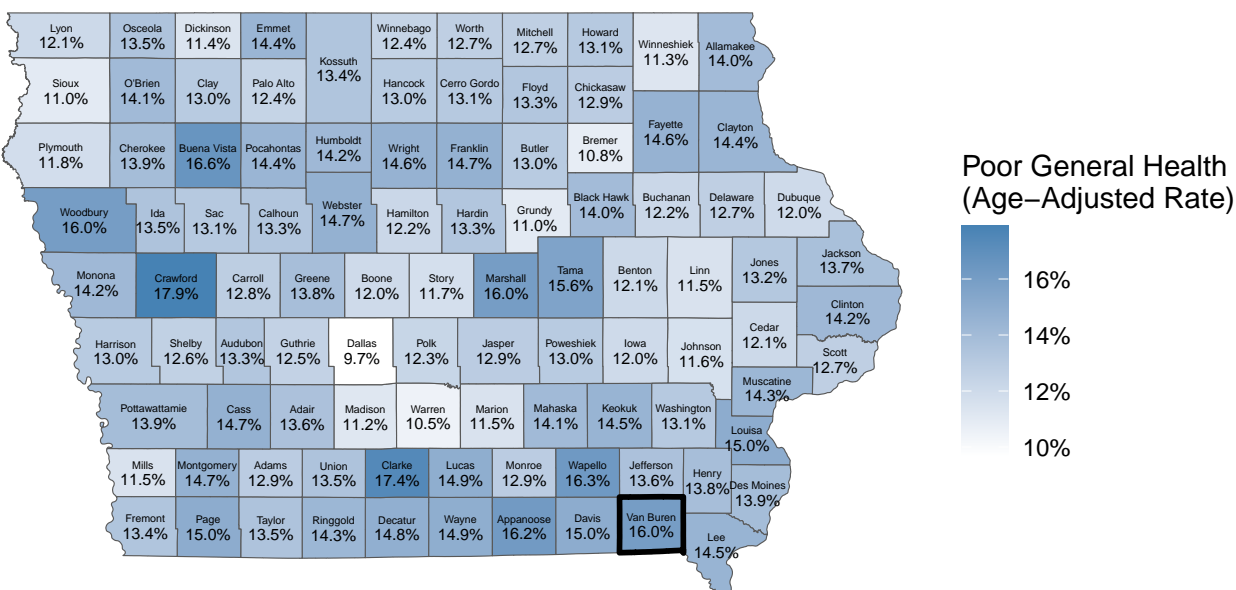 Lyon
12.1%
Osceola
13.5%
Dickinson
11.4%
Emmet
14.4%
Kossuth
13.4%
Winnebago
12.4%
Worth
12.7%
Mitchell
12.7%
Howard
13.1%
Winneshiek
11.3%
Allamakee
14.0%
Sioux
11.0%
O'Brien
14.1%
Clay
13.0%
Palo Alto
12.4%
Hancock
13.0%
Cerro Gordo
13.1%
Floyd
13.3%
Chickasaw
12.9%
Fayette
14.6%
Clayton
14.4%
Plymouth
11.8%
Cherokee
13.9%
Buena Vista
16.6%
Pocahontas
14.4%
Humboldt
14.2%
Wright
14.6%
Franklin
14.7%
Butler
13.0%
Bremer
10.8%
Woodbury
16.0%
Ida
13.5%
Sac
13.1%
Calhoun
13.3%
Webster
14.7%
Hamilton
12.2%
Hardin
13.3%
Grundy
11.0%
Black Hawk
14.0%
Buchanan
12.2%
Delaware
12.7%
Dubuque
12.0%
Monona
14.2%
Crawford
17.9%
Carroll
12.8%
Greene
13.8%
Boone
12.0%
Story
11.7%
Marshall
16.0%
Tama
15.6%
Benton
12.1%
Linn
11.5%
Jones
13.2%
Jackson
13.7%
Clinton
14.2%
Harrison
13.0%
Shelby
12.6%
Audubon
13.3%
Guthrie
12.5%
Dallas
9.7%
Polk
12.3%
Jasper
12.9%
Poweshiek
13.0%
Iowa
12.0%
Johnson
11.6%
Cedar
12.1%
Scott
12.7%
Muscatine
14.3%
Pottawattamie
13.9%
Cass
14.7%
Adair
13.6%
Madison
11.2%
Warren
10.5%
Marion
11.5%
Mahaska
14.1%
Keokuk
14.5%
Washington
13.1%
Louisa
15.0%
Mills
11.5%
Montgomery
14.7%
Adams
12.9%
Union
13.5%
Clarke
17.4%
Lucas
14.9%
Monroe
12.9%
Wapello
16.3%
Jefferson
13.6%
Henry
13.8%
Des Moines
13.9%
Fremont
13.4%
Page
15.0%
Taylor
13.5%
Ringgold
14.3%
Decatur
14.8%
Wayne
14.9%
Appanoose
16.2%
Davis
15.0%
Van Buren
16.0%
Lee
14.5%
Poor General Health
(Age−Adjusted Rate)
16%
14%
12%
10%